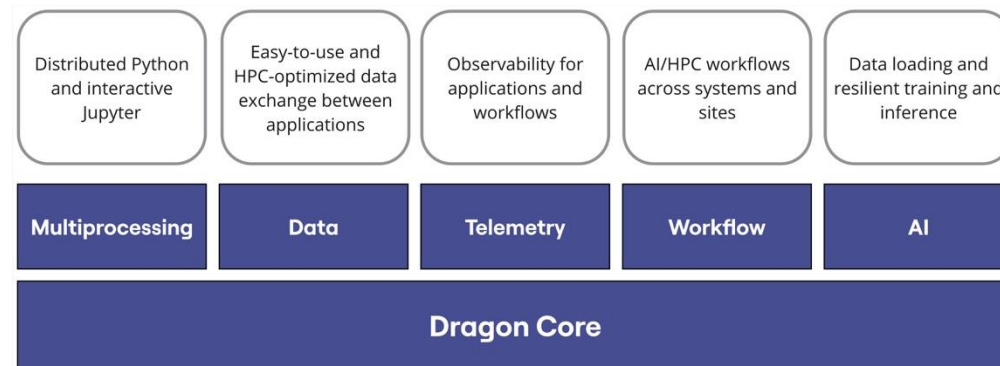 Distributed Python
and interactive
Jupyter
Easy-to-use and
HPC-optimized data
exchange between
applications
Observability for
applications and
workflows
AI/HPC workflows
across systems and
sites
Data loading and
resilient training and
inference
Multiprocessing
Data
Telemetry
Workflow
AI
Dragon Core